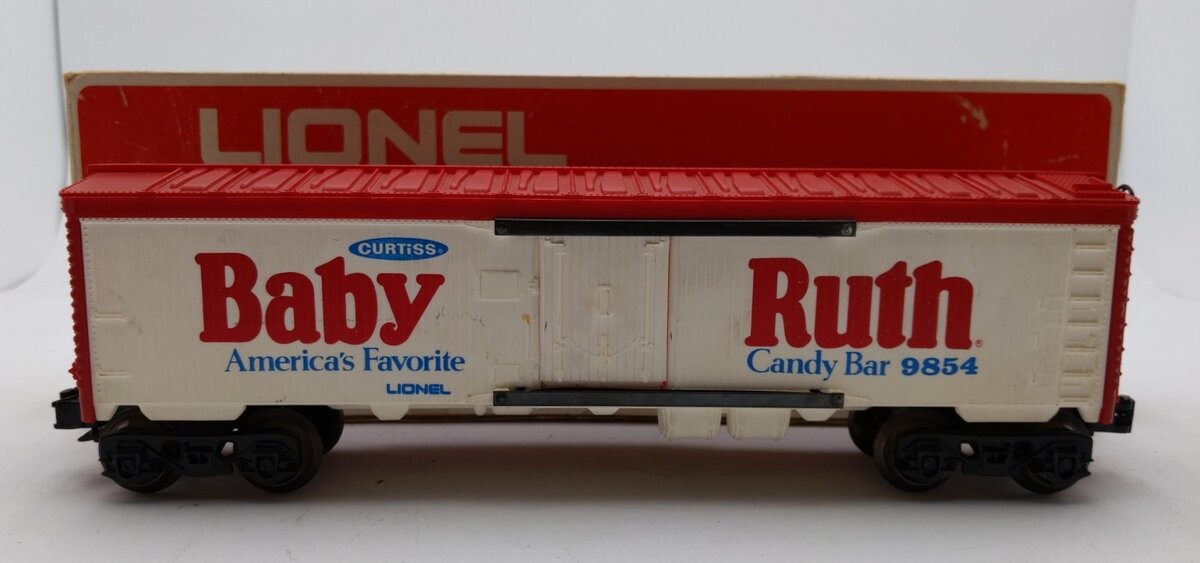 LIONEL
CURTiSS
Baby Ruth®
America's Favorite Candy Bar 9854
LIONEL